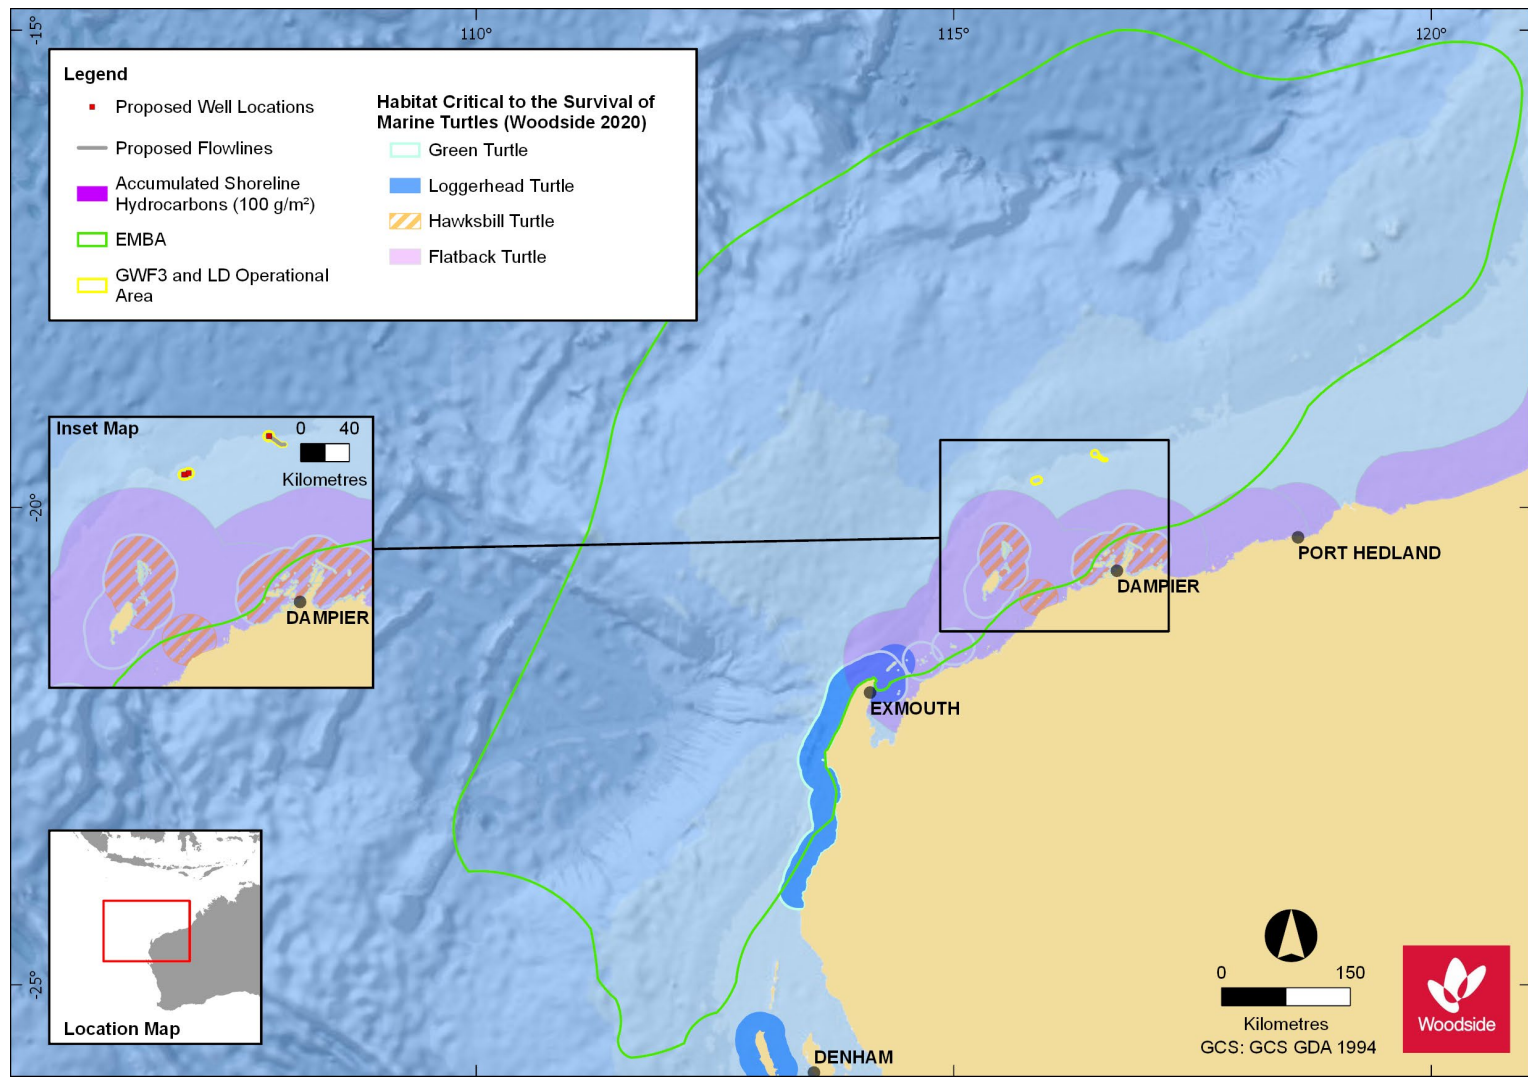 110°
115°
120°
-15°
-20°
-25°
Legend
Proposed Well Locations
Proposed Flowlines
Accumulated Shoreline
Hydrocarbons (100 g/m²)
EMBA
GWF3 and LD Operational
Area
Habitat Critical to the Survival of
Marine Turtles (Woodside 2020)
Green Turtle
Loggerhead Turtle
Hawksbill Turtle
Flatback Turtle
Inset Map
0 40
Kilometres
DAMPIER
PORT HEDLAND
DAMPIER
EXMOUTH
DENHAM
Location Map
0 150
Kilometres
GCS: GCS GDA 1994
Woodside